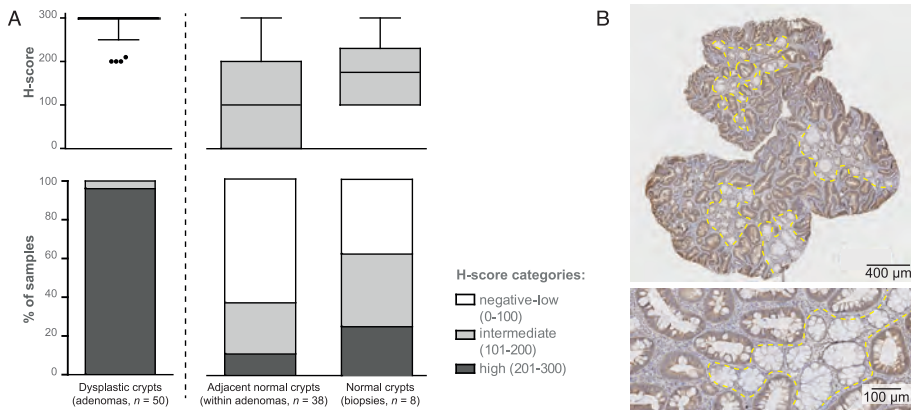 A
H-score
300
200
100
0
% of samples
100
80
60
40
20
0
Dysplastic crypts
(adenomas, n = 50)
Adjacent normal crypts
(within adenomas, n = 38)
Normal crypts
(biopsies, n = 8)
H-score categories:
negative-low
(0-100)
intermediate
(101-200)
high (201-300)
B
400 µm
100 µm